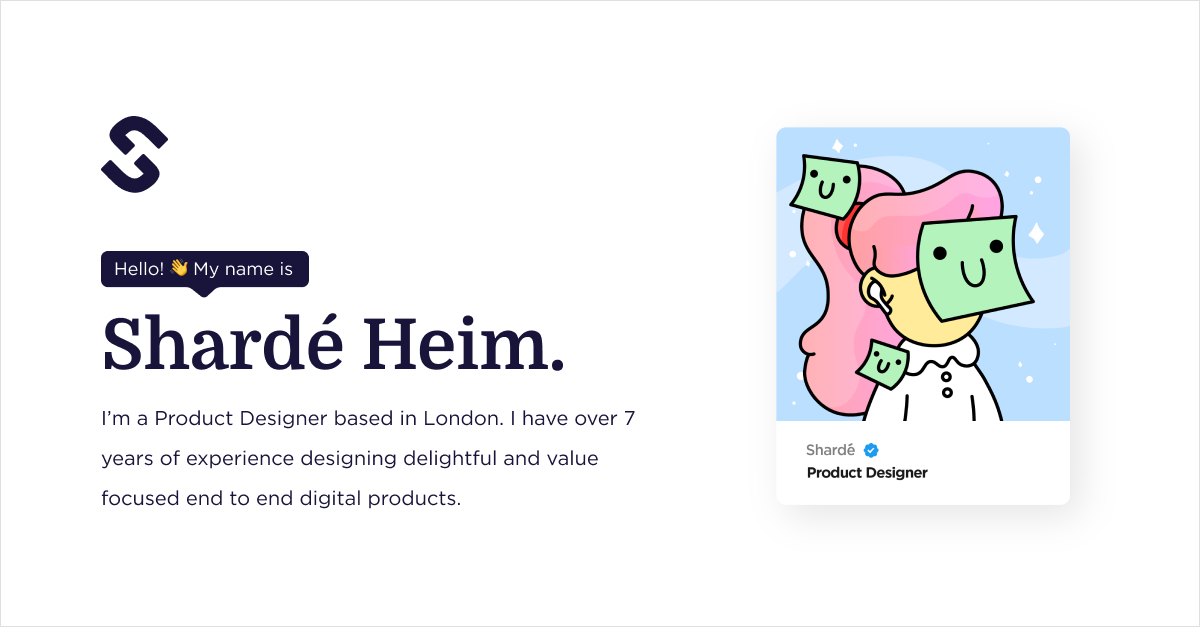 Hello! 👋 My name is
Shardé Heim.
I’m a Product Designer based in London. I have over 7
years of experience designing delightful and value
focused end to end digital products.
Shardé
Product Designer